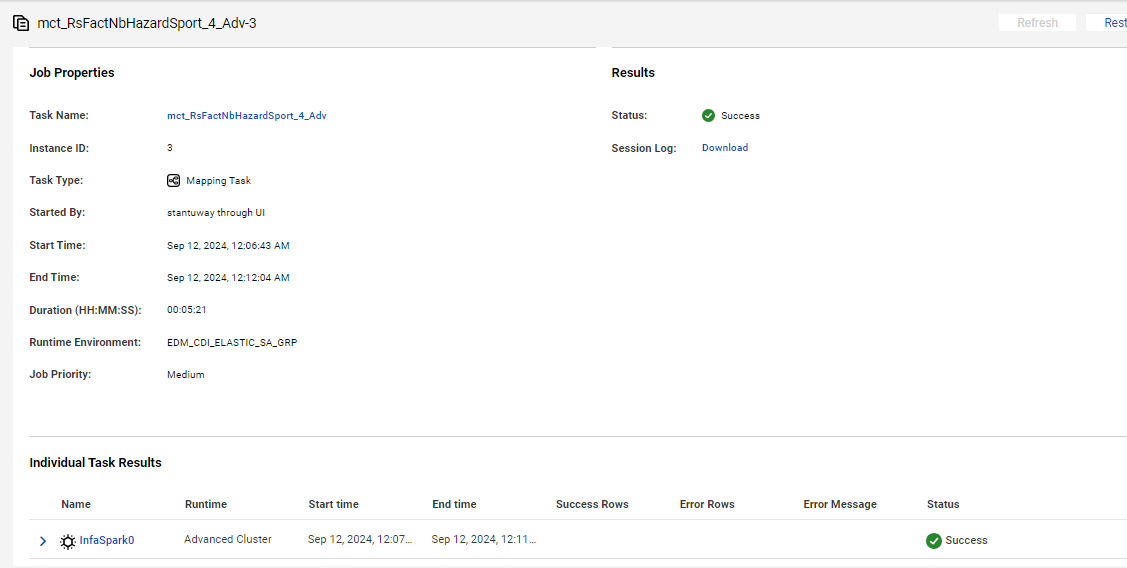 mct_RsFactNbHazardSport_4_Adv-3
Refresh
Rest
Job Properties
Task Name: mct_RsFactNbHazardSport_4_Adv
Instance ID: 3
Task Type: Mapping Task
Started By: stantuway through UI
Start Time: Sep 12, 2024, 12:06:43 AM
End Time: Sep 12, 2024, 12:12:04 AM
Duration (HH:MM:SS): 00:05:21
Runtime Environment: EDM_CDI_ELASTIC_SA_GRP
Job Priority: Medium
Results
Status: Success
Session Log: Download
Individual Task Results
Name Runtime Start time End time Success Rows Error Rows Error Message Status
InfaSpark0 Advanced Cluster Sep 12, 2024, 12:07... Sep 12, 2024, 12:11... Success